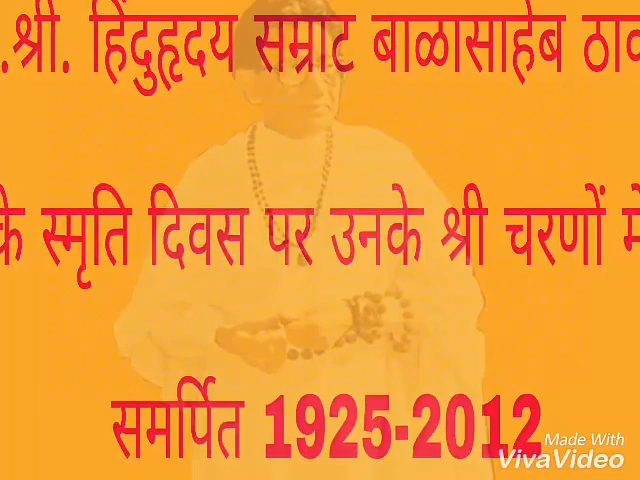 .श्री. हिंदुहृदय सम्राट बाळासाहेब
के स्मृति दिवस पर उनके श्री चरणों में
समर्पित 1925-2012
Made With
VivaVideo